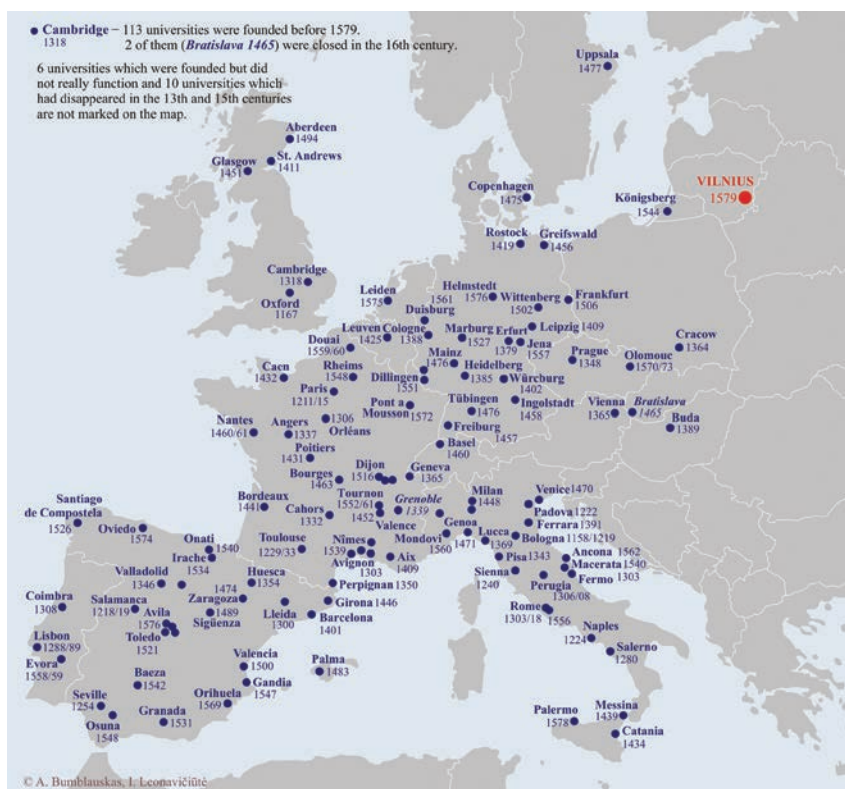 Cambridge – 113 universities were founded before 1579.
1318
2 of them (Bratislava 1465) were closed in the 16th century.
6 universities which were founded but did
not really function and 10 universities which
had disappeared in the 13th and 15th centuries
are not marked on the map.
Uppsala
1477
Aberdeen
1494
Glasgow
1451
St. Andrews
1411
Copenhagen
1475
Königsberg
1544
VILNIUS
1579
Rostock
1419
Greifswald
1456
Cambridge
1318
Oxford
1167
Leiden
1575
Helmstedt
1576
1561
Duisburg
Wittenberg
1502
Frankfurt
1506
Leuven
1425
Cologne
1388
Marburg
1527
Erfurt
1379
Jena
1557
Leipzig 1409
Douai
1559/60
Cracow
1364
Prague
1348
Olomouc
1570/73
Caen
1432
Rheims
1548
Mainz
1476
Heidelberg
1385
Würcburg
1402
Dillingen
1551
Paris
1211/15
Pont a
Mousson
1572
Tübingen
1476
Ingolstadt
1458
Vienna
1365
Bratislava
1465
Buda
1389
Nantes
1460/61
Angers
1337
1306
Orléans
Freiburg
1457
Basel
1460
Poitiers
1431
Bourges
1463
Dijon
1516
Geneva
1365
Bordeaux
1441
Cahors
1332
Tournon
1552/61
1452
Valence
Grenoble
1339
Milan
1448
Venice 1470
Padova 1222
Ferrara 1391
Santiago
de Compostela
1526
Oviedo
1574
Onati
1540
Irache
1534
Toulouse
1229/33
Nîmes
1539
Avignon
1303
Aix
1409
Mondovi
1560
Genoa
1471
Lucca
1369
Bologna 1158/1219
Pisa 1343
Ancona 1562
Macerata 1540
Fermo 1303
Sienna
1240
Perugia
1306/08
Valladolid
1346
1474
Zaragoza
Huesca
1354
Perpignan 1350
Girona 1446
Coimbra
1308
Salamanca
1218/19
Avila
1576
1489
Sigüenza
Lleida
1300
Barcelona
1401
Rome
1303/18
1556
Naples
1224
Salerno
1280
Lisbon
1288/89
Toledo
1521
Evora
1558/59
Valencia
1500
Palma
1483
Baeza
1542
Gandia
1547
Orihuela
1569
Seville
1254
Osuna
1548
Granada
1531
Palermo
1578
Messina
1439
Catania
1434
© A. Bumblauskas, I. Leonavičiūtė